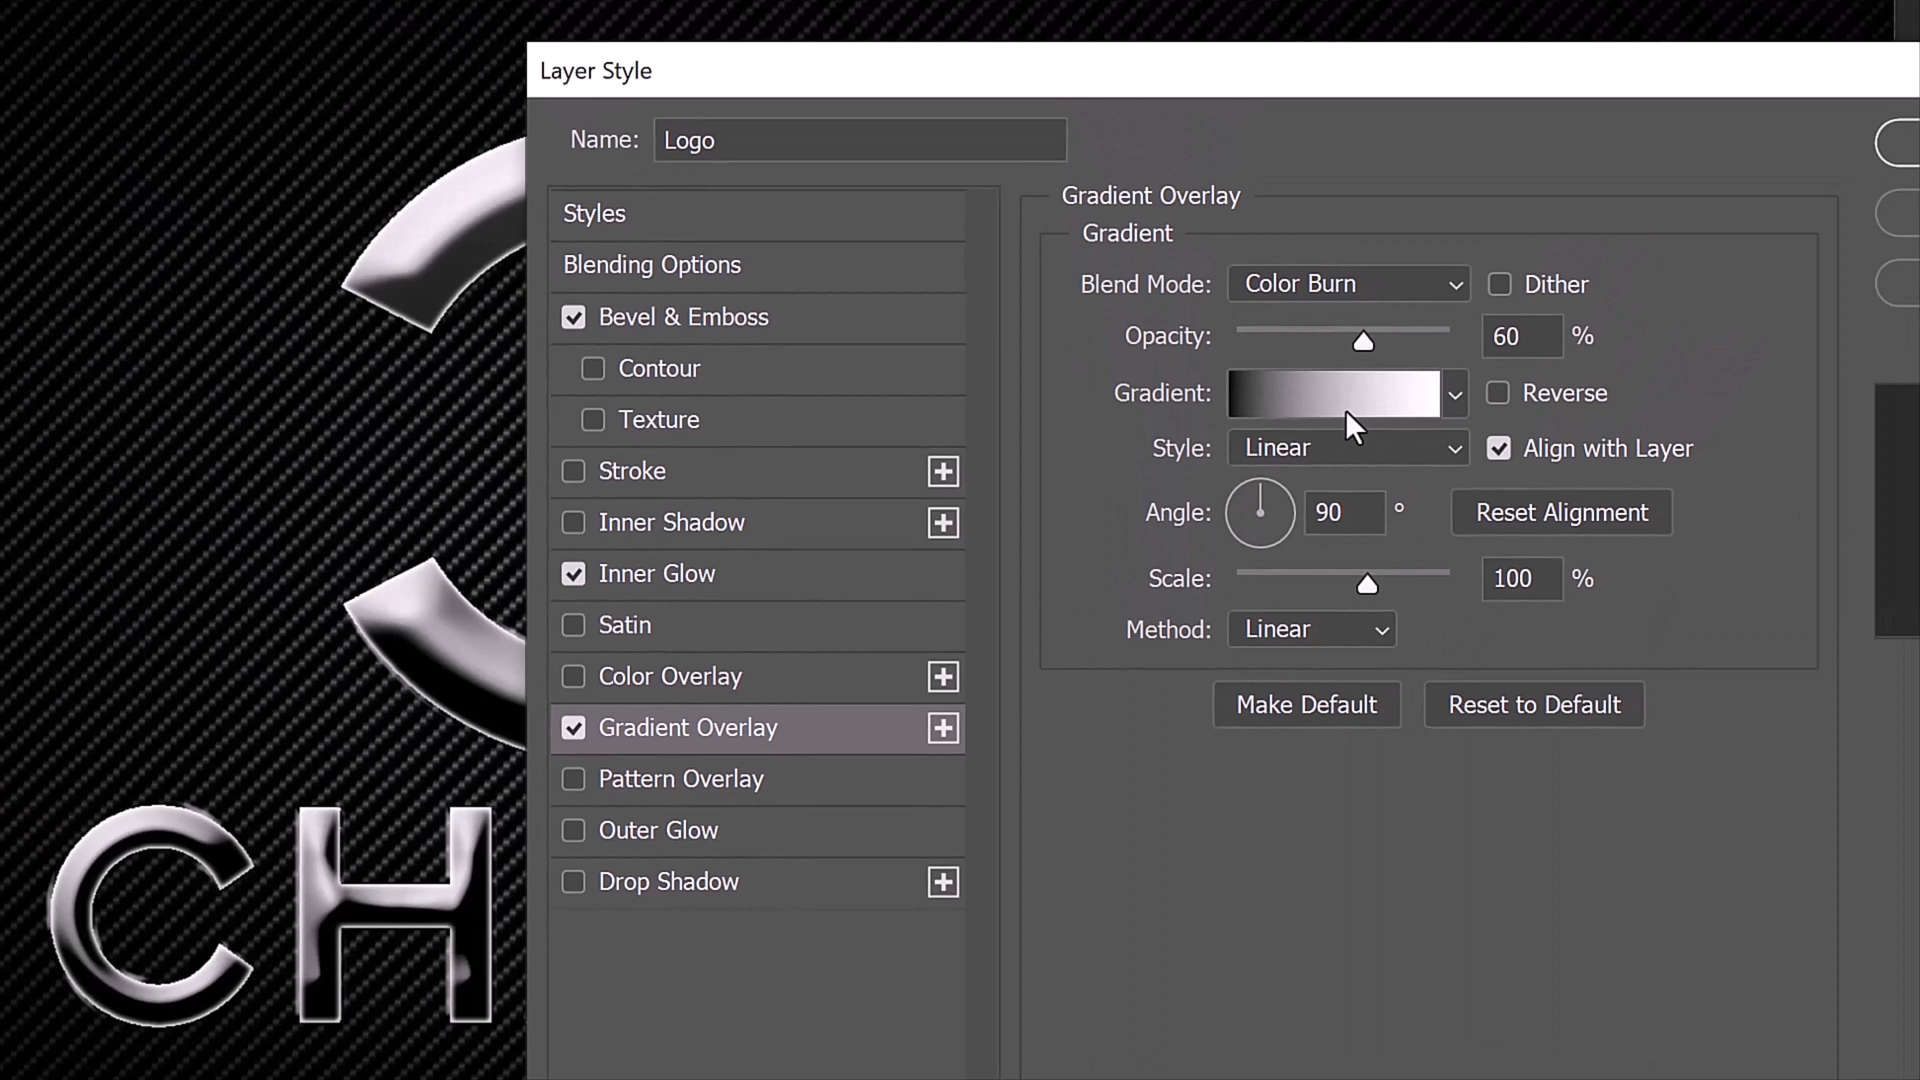 Layer Style
Name: Logo
Styles
Blending Options
Bevel & Emboss
Contour
Texture
Stroke
Inner Shadow
Inner Glow
Satin
Color Overlay
Gradient Overlay
Pattern Overlay
Outer Glow
Drop Shadow
Gradient Overlay
Gradient
Blend Mode: Color Burn Dither
Opacity: 60 %
Gradient: Reverse
Style: Linear Align with Layer
Angle: 90 ° Reset Alignment
Scale: 100 %
Method: Linear
Make Default Reset to Default
CH